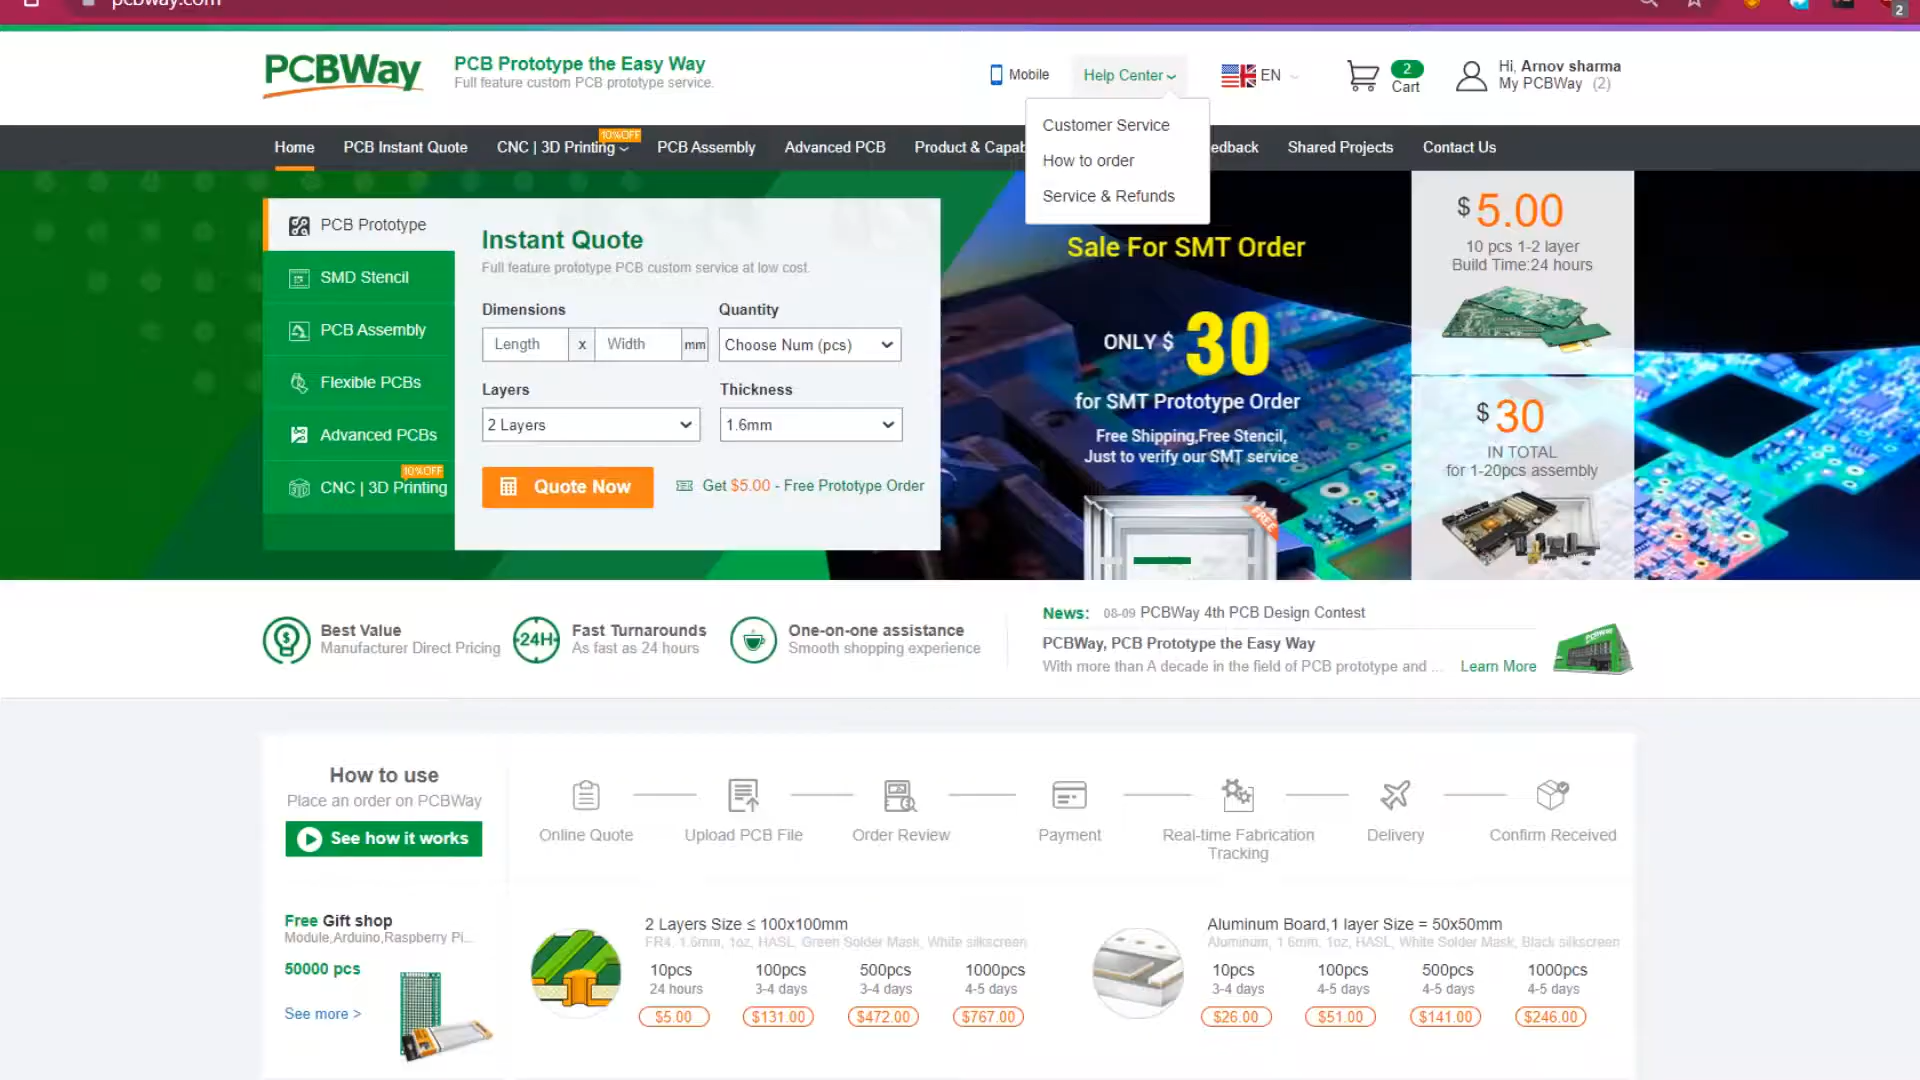 pcbway.com
2
PCBWay
PCB Prototype the Easy Way
Full feature custom PCB prototype service.
Mobile
Help Center
EN
2
Cart
Hi, Arnov sharma
My PCBWay (2)
Customer Service
How to order
Service & Refunds
Home
PCB Instant Quote
CNC | 3D Printing
10%OFF
PCB Assembly
Advanced PCB
Product & Capab
edback
Shared Projects
Contact Us
PCB Prototype
SMD Stencil
PCB Assembly
Flexible PCBs
Advanced PCBs
10%OFF
CNC | 3D Printing
Instant Quote
Full feature prototype PCB custom service at low cost.
Dimensions
Quantity
Length x Width mm
Choose Num (pcs)
Layers
Thickness
2 Layers
1.6mm
Quote Now
Get $5.00 - Free Prototype Order
Sale For SMT Order
ONLY $ 30
for SMT Prototype Order
Free Shipping,Free Stencil,
Just to verify our SMT service
FREE
$ 5.00
10 pcs 1-2 layer
Build Time:24 hours
$ 30
IN TOTAL
for 1-20pcs assembly
Best Value
Manufacturer Direct Pricing
24H
Fast Turnarounds
As fast as 24 hours
One-on-one assistance
Smooth shopping experience
News: 08-09 PCBWay 4th PCB Design Contest
PCBWay, PCB Prototype the Easy Way
With more than A decade in the field of PCB prototype and ... Learn More
How to use
Place an order on PCBWay
See how it works
Online Quote
Upload PCB File
Order Review
Payment
Real-time Fabrication
Tracking
Delivery
Confirm Received
Free Gift shop
Module,Arduino,Raspberry Pi...
50000 pcs
See more >
2 Layers Size ≤ 100x100mm
FR4, 1.6mm, 1oz, HASL, Green Solder Mask, White silkscreen
10pcs 100pcs 500pcs 1000pcs
24 hours 3-4 days 3-4 days 4-5 days
$5.00 $131.00 $472.00 $767.00
Aluminum Board,1 layer Size = 50x50mm
Aluminum, 1.6mm, 1oz, HASL, White Solder Mask, Black silkscreen
10pcs 100pcs 500pcs 1000pcs
3-4 days 4-5 days 4-5 days 4-5 days
$26.00 $51.00 $141.00 $246.00